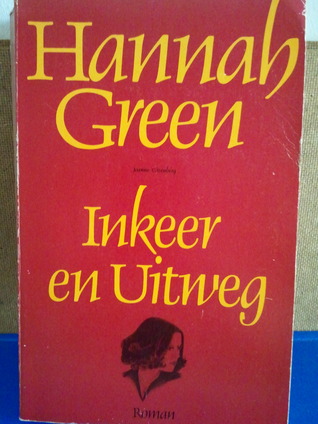 Hannah
Green
Inkeer
en Uitweg
Roman